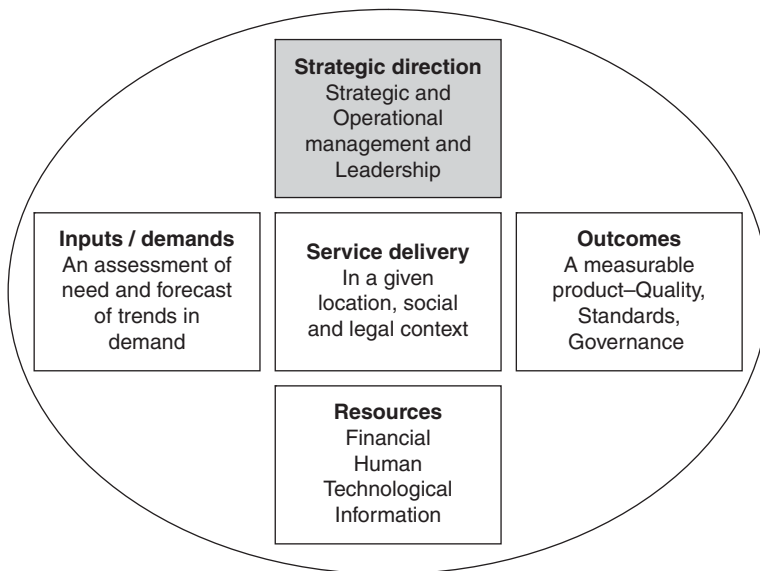 Strategic direction
Strategic and
Operational
management and
Leadership
Inputs / demands
An assessment of
need and forecast
of trends in
demand
Service delivery
In a given
location, social
and legal context
Outcomes
A measurable
product–Quality,
Standards,
Governance
Resources
Financial
Human
Technological
Information